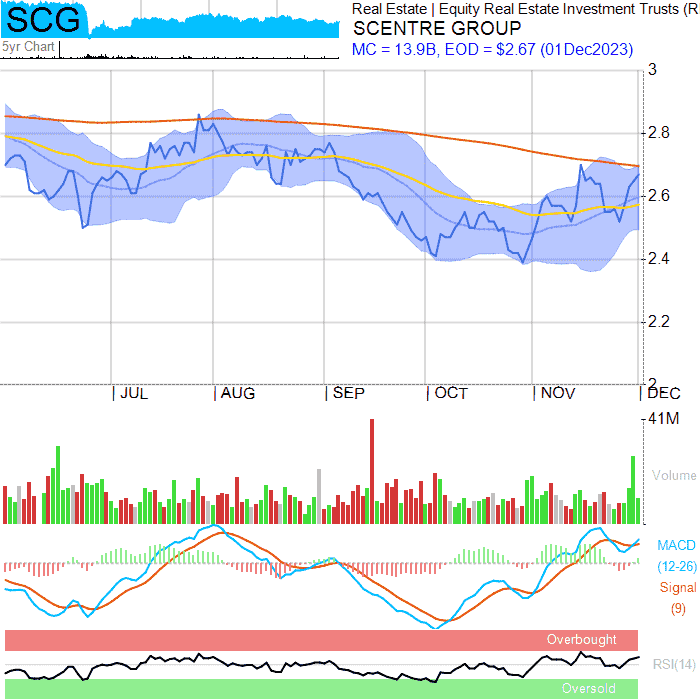 SCG
5yr Chart
Real Estate | Equity Real Estate Investment Trusts (R
SCENTRE GROUP
MC = 13.9B, EOD = $2.67 (01Dec2023)
3
2.8
2.6
2.4
2.2
2
JUL AUG SEP OCT NOV DEC
41M
Volume
MACD
(12-26)
Signal
(9)
Overbought
RSI(14)
Oversold